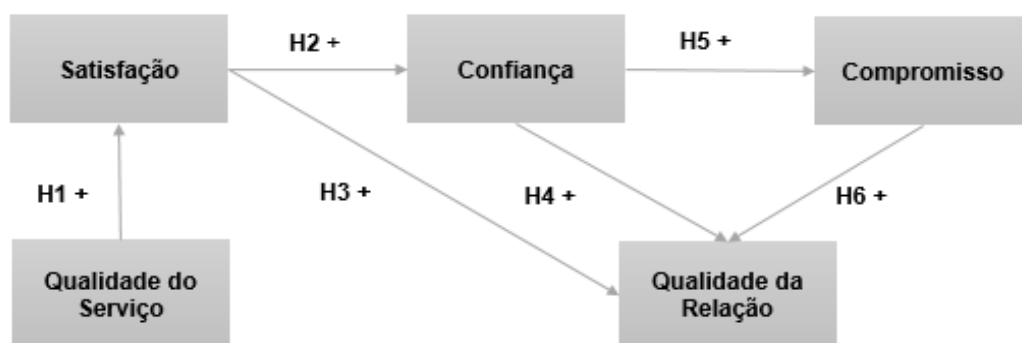 H2 +
H5 +
Satisfação
Confiança
Compromisso
H1 +
H3 +
H4 +
H6 +
Qualidade do
Serviço
Qualidade da
Relação